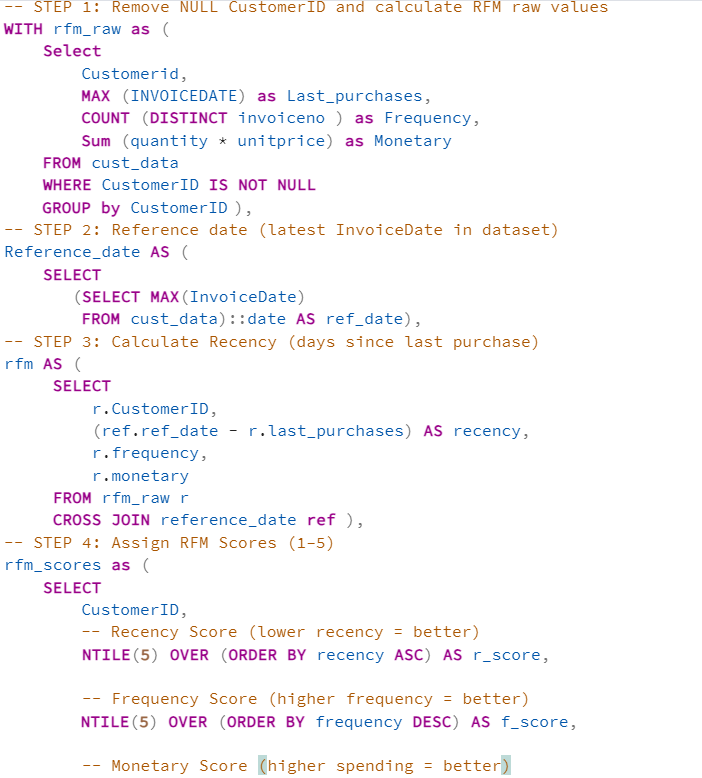 -- STEP 1: Remove NULL CustomerID and calculate RFM raw values
WITH rfm_raw as (
    Select
        Customerid,
        MAX (INVOICEDATE) as Last_purchases,
        COUNT (DISTINCT invoiceno ) as Frequency,
        Sum (quantity * unitprice) as Monetary
    FROM cust_data
    WHERE CustomerID IS NOT NULL
    GROUP by CustomerID ),
-- STEP 2: Reference date (latest InvoiceDate in dataset)
Reference_date AS (
    SELECT
       (SELECT MAX(InvoiceDate)
        FROM cust_data)::date AS ref_date),
-- STEP 3: Calculate Recency (days since last purchase)
rfm AS (
     SELECT
         r.CustomerID,
         (ref.ref_date - r.last_purchases) AS recency,
         r.frequency,
         r.monetary
     FROM rfm_raw r
     CROSS JOIN reference_date ref ),
-- STEP 4: Assign RFM Scores (1-5)
rfm_scores as (
    SELECT
        CustomerID,
        -- Recency Score (lower recency = better)
        NTILE(5) OVER (ORDER BY recency ASC) AS r_score,

        -- Frequency Score (higher frequency = better)
        NTILE(5) OVER (ORDER BY frequency DESC) AS f_score,

        -- Monetary Score (higher spending = better)